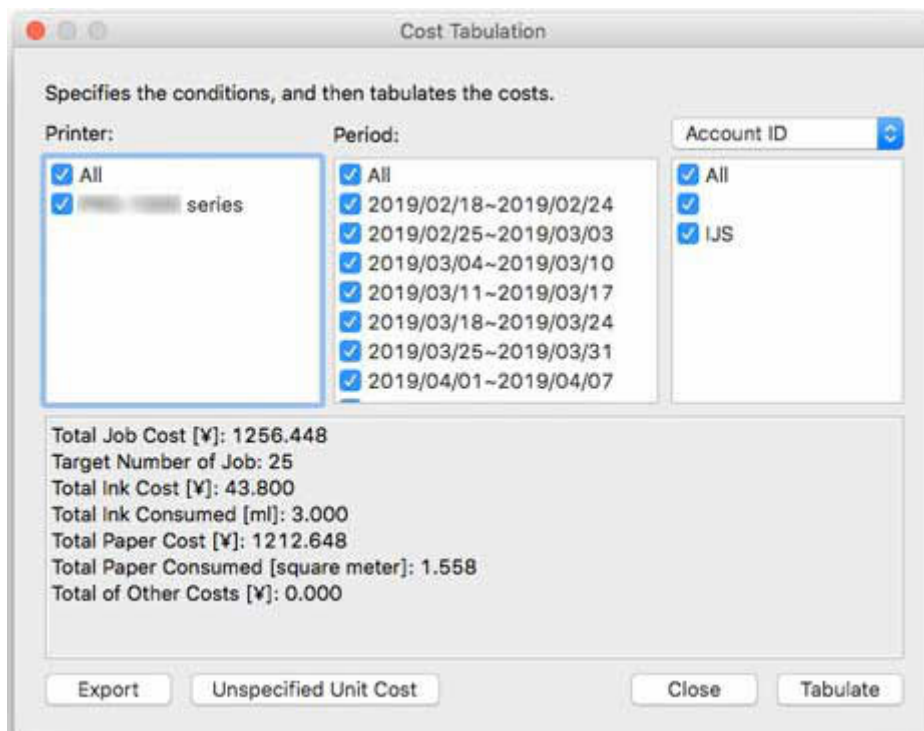 Cost Tabulation
Specifies the conditions, and then tabulates the costs.
Printer:
Period:
Account ID
All
series
All
2019/02/18~2019/02/24
2019/02/25~2019/03/03
2019/03/04~2019/03/10
2019/03/11~2019/03/17
2019/03/18~2019/03/24
2019/03/25~2019/03/31
2019/04/01~2019/04/07
All
IJS
Total Job Cost [¥]: 1256.448
Target Number of Job: 25
Total Ink Cost [¥]: 43.800
Total Ink Consumed [ml]: 3.000
Total Paper Cost [¥]: 1212.648
Total Paper Consumed [square meter]: 1.558
Total of Other Costs [¥]: 0.000
Export
Unspecified Unit Cost
Close
Tabulate